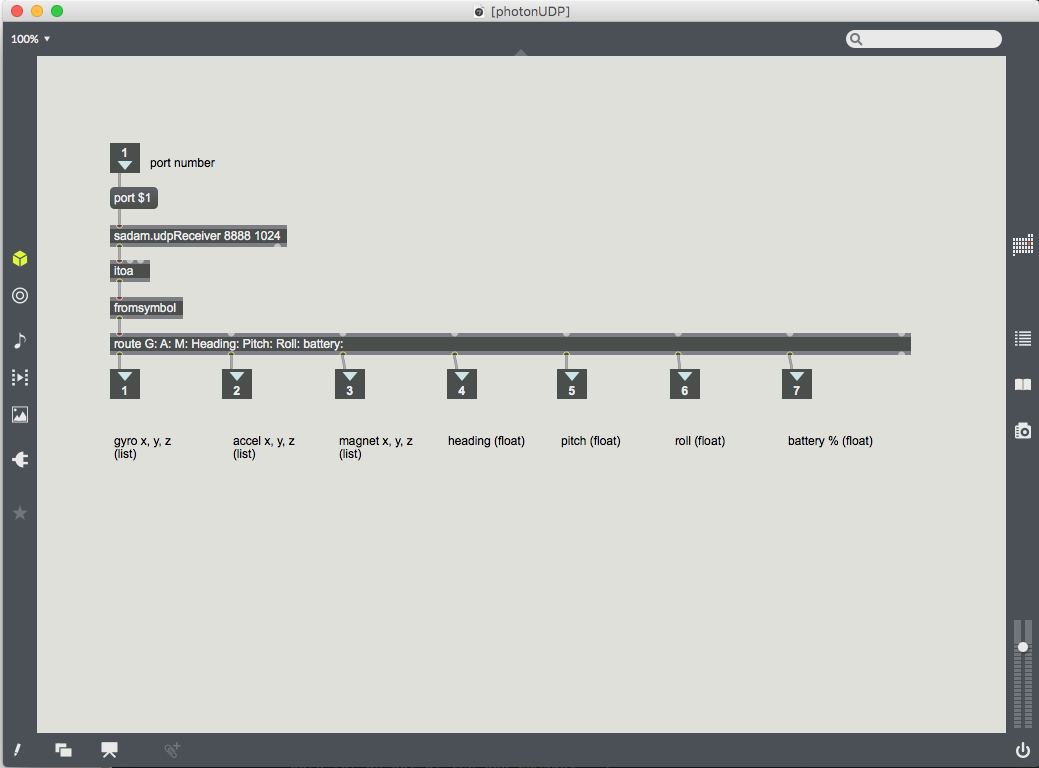 [photonUDP]
100%
1
port number
port $1
sadam.udpReceiver 8888 1024
itoa
fromsymbol
route G: A: M: Heading: Pitch: Roll: battery:
1 2 3 4 5 6 7
gyro x, y, z
(list)
accel x, y, z
(list)
magnet x, y, z
(list)
heading (float)
pitch (float)
roll (float)
battery % (float)